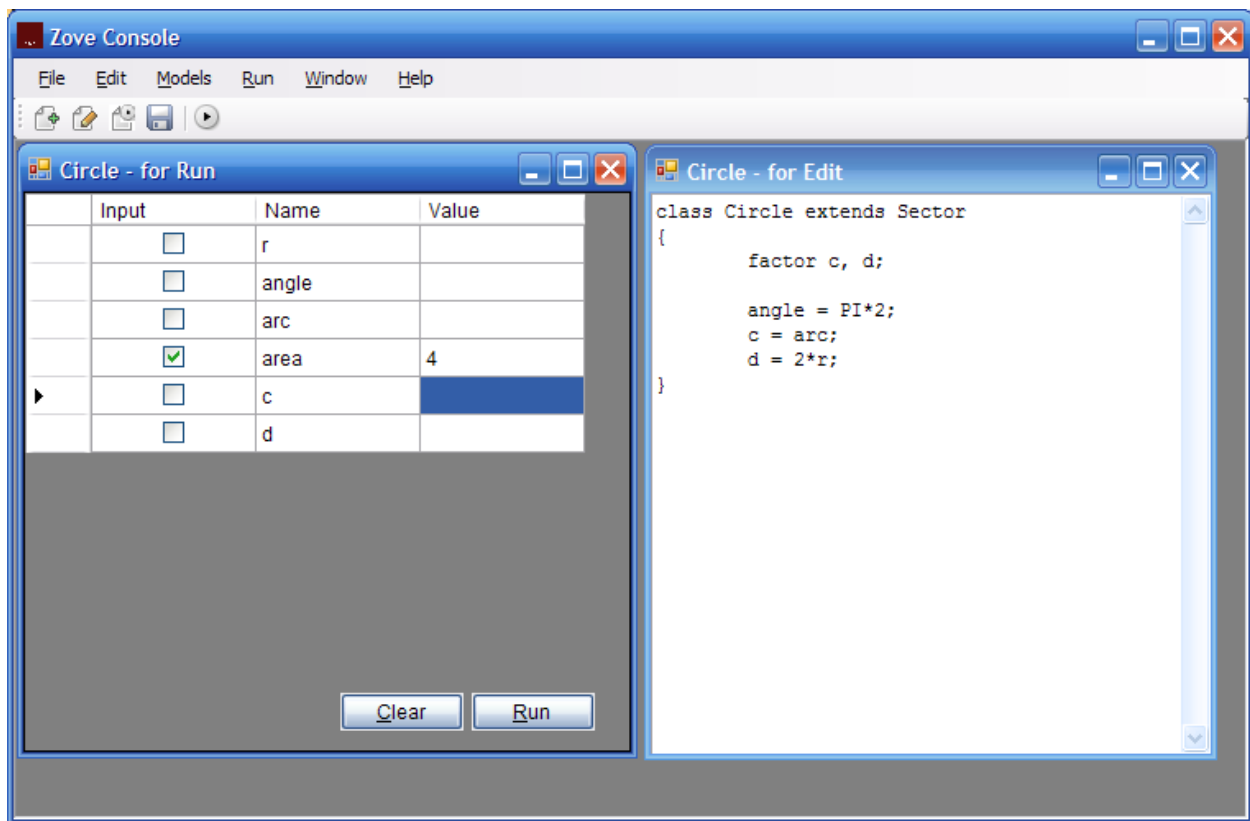 Zove Console
File Edit Models Run Window Help
Circle - for Run
Input Name Value
r
angle
arc
area 4
c
d
Clear Run
Circle - for Edit
class Circle extends Sector
{
factor c, d;
angle = PI*2;
c = arc;
d = 2*r;
}